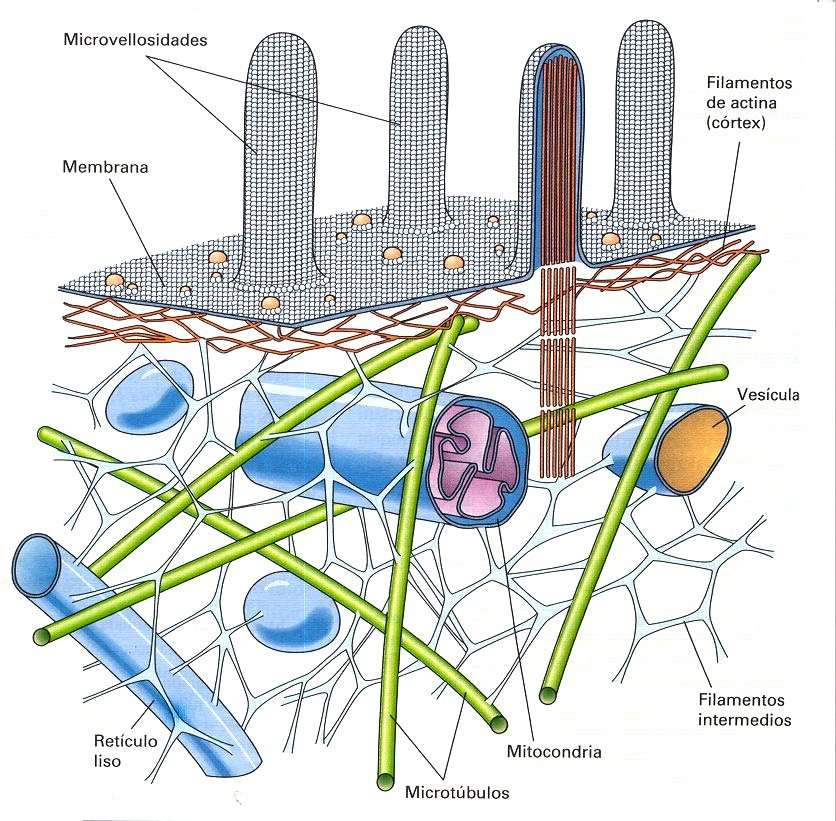 Microvellosidades
Filamentos
de actina
(córtex)
Membrana
Vesícula
Filamentos
intermedios
Retículo
liso
Mitocondria
Microtúbulos